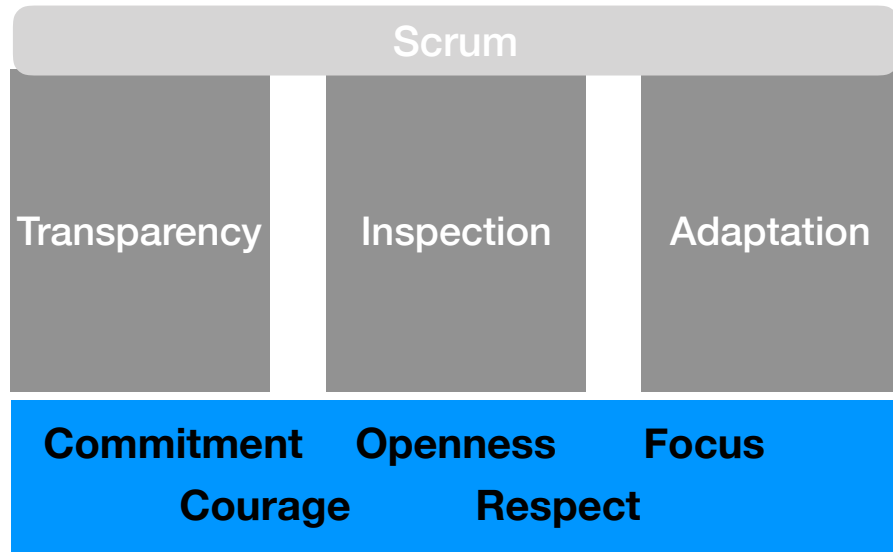 Scrum
Transparency Inspection Adaptation
Commitment Openness Focus
Courage Respect